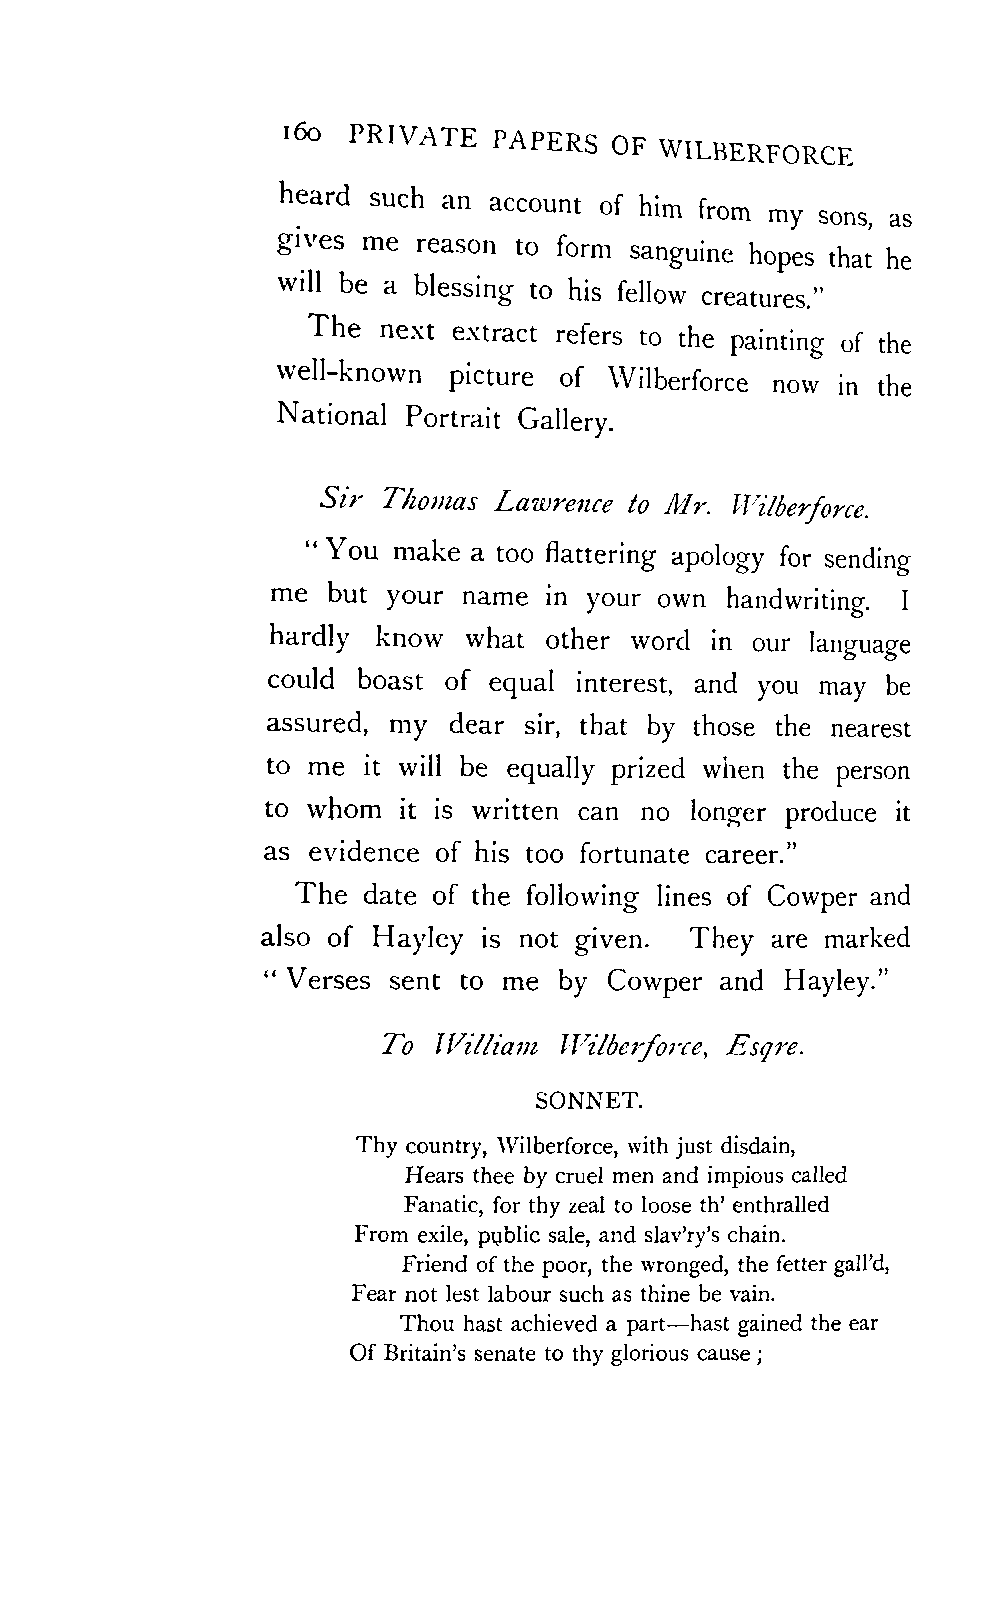 160 PRIVATE PAPERS OF WILBERFORCE
heard such an account of him from my sons, as
gives me reason to form sanguine hopes that he
will be a blessing to his fellow creatures."
The next extract refers to the painting of the
well-known picture of Wilberforce now in the
National Portrait Gallery.
Sir Thomas Lawrence to Mr. Wilberforce.
"You make a too flattering apology for sending
me but your name in your own handwriting. I
hardly know what other word in our language
could boast of equal interest, and you may be
assured, my dear sir, that by those the nearest
to me it will be equally prized when the person
to whom it is written can no longer produce it
as evidence of his too fortunate career."
The date of the following lines of Cowper and
also of Hayley is not given. They are marked
"Verses sent to me by Cowper and Hayley."
To William Wilberforce, Esqre.
SONNET.
Thy country, Wilberforce, with just disdain,
Hears thee by cruel men and impious called
Fanatic, for thy zeal to loose th' enthralled
From exile, public sale, and slav'ry's chain.
Friend of the poor, the wronged, the fetter gall'd,
Fear not lest labour such as thine be vain.
Thou hast achieved a part—hast gained the ear
Of Britain's senate to thy glorious cause;